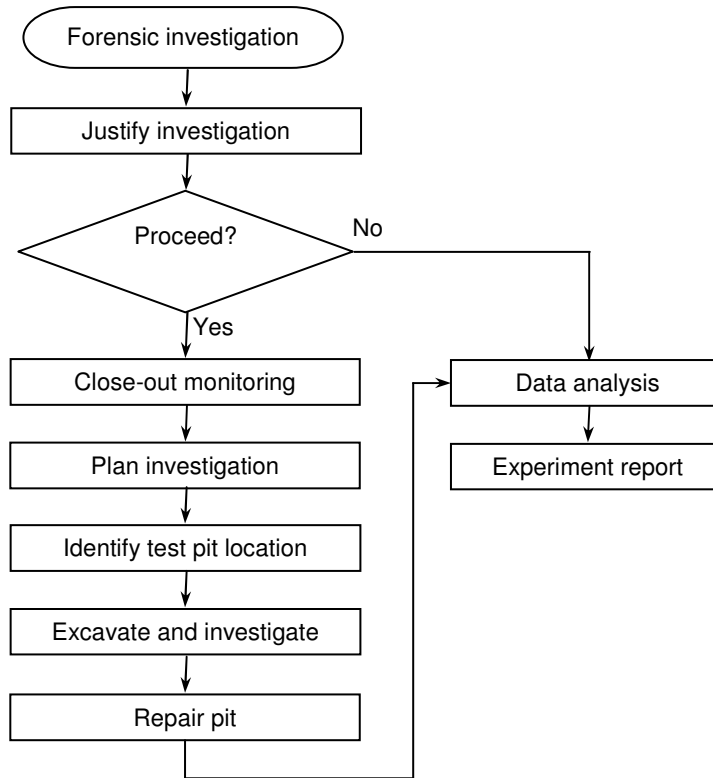 Forensic investigation
Justify investigation
Proceed?
No
Yes
Close-out monitoring
Plan investigation
Identify test pit location
Excavate and investigate
Repair pit
Data analysis
Experiment report